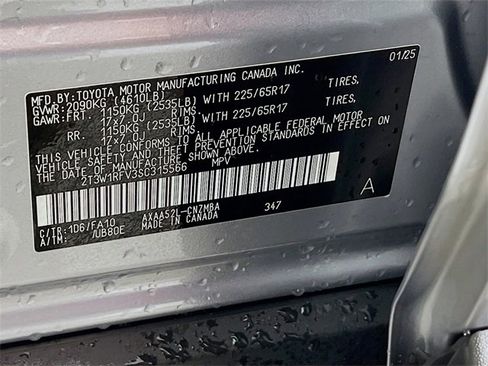 MFD.BY:TOYOTA MOTOR MANUFACTURING CANADA INC. 01/25
GVWR:2090KG (4610LB)
GAWR:FRT. 1150KG (2535LB) WITH 225/65R17 TIRES,
17x7.0J RIMS
RR. 1150KG (2535LB) WITH 225/65R17 TIRES,
17x7.0J RIMS
THIS VEHICLE CONFORMS TO ALL APPLICABLE FEDERAL MOTOR
VEHICLE SAFETY AND THEFT PREVENTION STANDARDS IN EFFECT ON
THE DATE OF MANUFACTURE SHOWN ABOVE.
2T3W1RFV3SC315566 MPV
C/TR:1D6/FA10 AXAA52L-CNZMBA 347 A
A/TM: /UB80E MADE IN CANADA